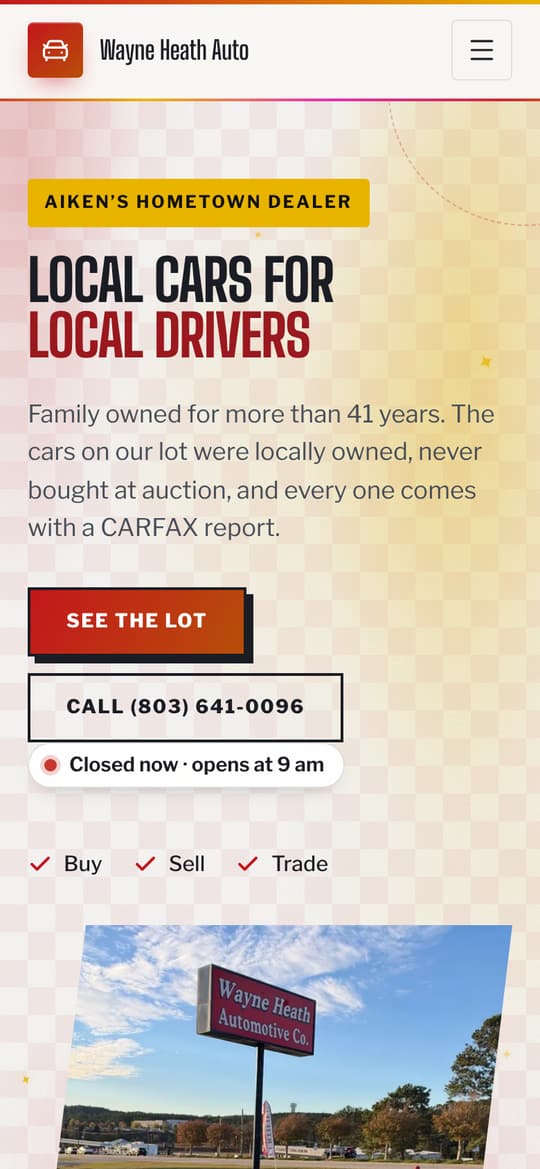 Wayne Heath Auto
AIKEN'S HOMETOWN DEALER
LOCAL CARS FOR
LOCAL DRIVERS
Family owned for more than 41 years. The
cars on our lot were locally owned, never
bought at auction, and every one comes
with a CARFAX report.
SEE THE LOT
CALL (803) 641-0096
Closed now · opens at 9 am
Buy
Sell
Trade
Wayne Heath
Automotive Co.